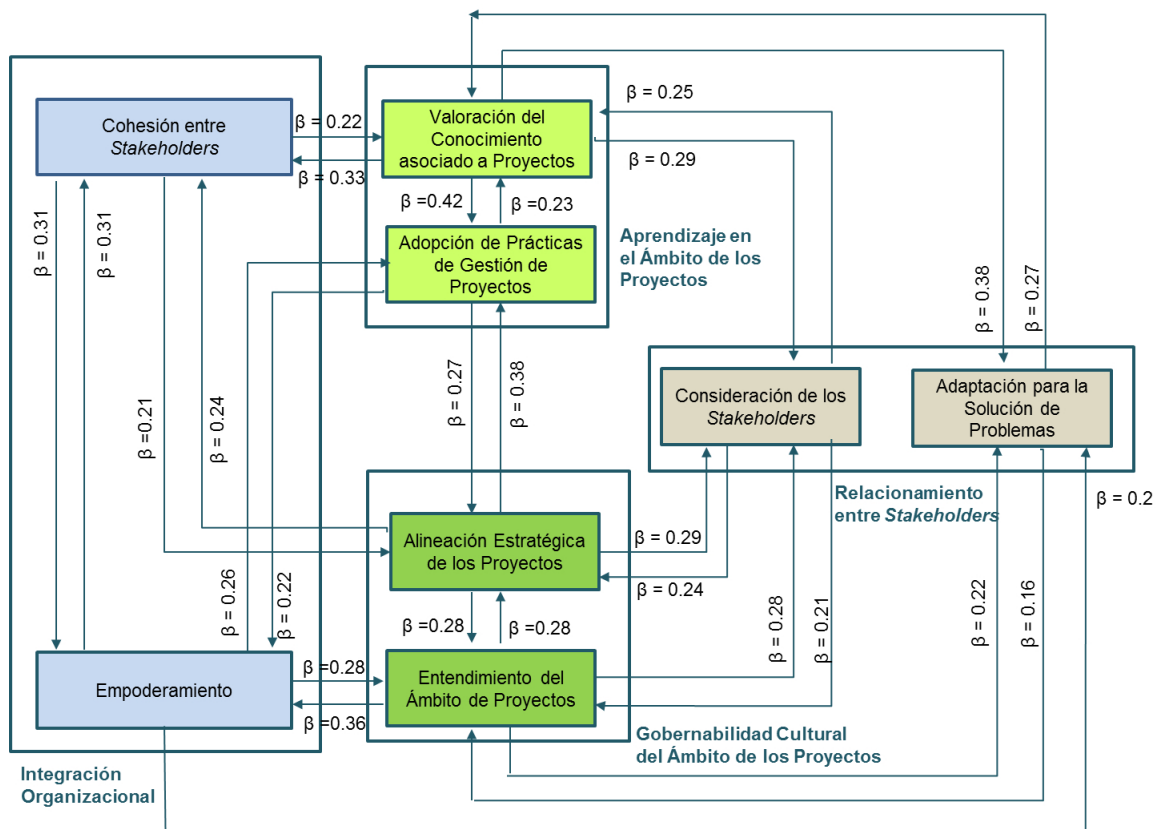 Cohesión entre
Stakeholders
β = 0.22
β = 0.33
Valoración del
Conocimiento
asociado a Proyectos
β = 0.25
β = 0.29
β =0.42
β = 0.23
Adopción de Prácticas
de Gestión de
Proyectos
Aprendizaje en
el Ámbito de los
Proyectos
β = 0.31
β = 0.31
β =0.21
β = 0.24
β = 0.27
β = 0.38
β = 0.38
β = 0.27
Consideración de los
Stakeholders
Adaptación para la
Solución de
Problemas
Relacionamiento
entre Stakeholders
β = 0.2
Alineación Estratégica
de los Proyectos
β = 0.29
β = 0.24
β = 0.26
β = 0.22
β =0.28
β =0.28
β = 0.28
β = 0.21
β = 0.22
β = 0.16
Empoderamiento
β =0.28
β =0.36
Entendimiento del
Ámbito de Proyectos
Gobernabilidad Cultural
del Ámbito de los Proyectos
Integración
Organizacional